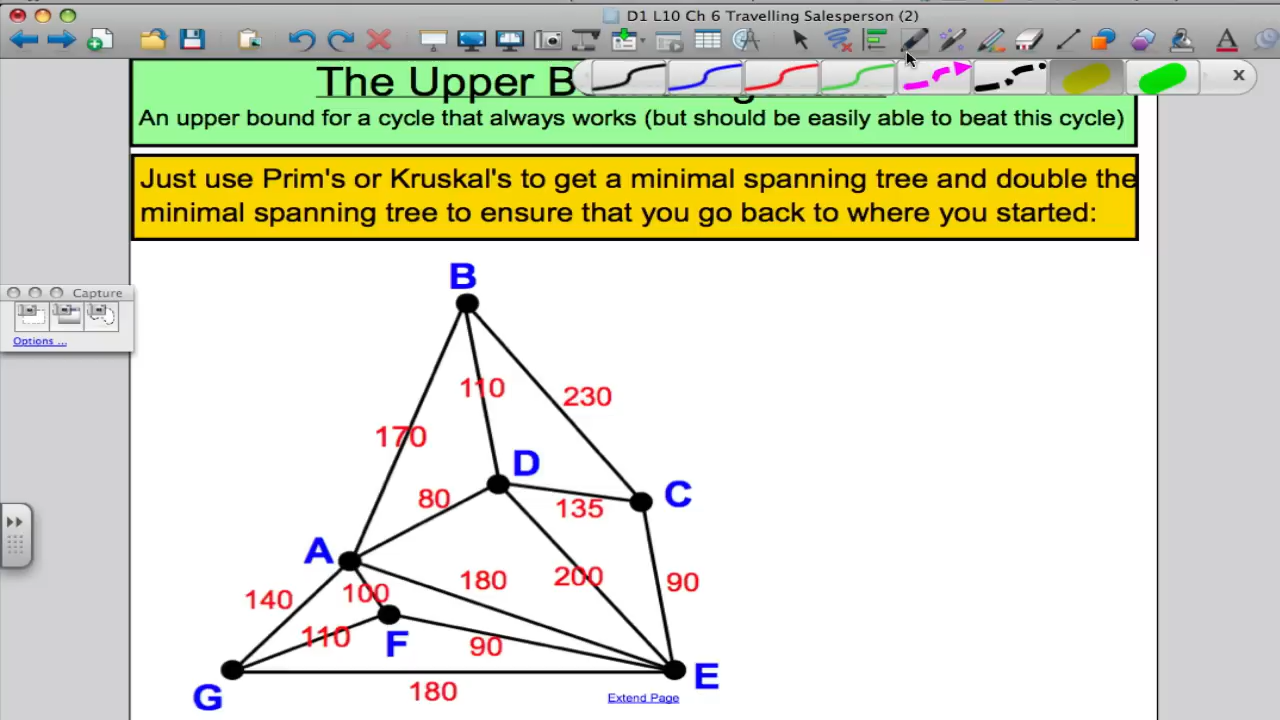 D1 L10 Ch 6 Travelling Salesperson (2)
A
x
The Upper B
An upper bound for a cycle that always works (but should be easily able to beat this cycle)
Just use Prim's or Kruskal's to get a minimal spanning tree and double the
minimal spanning tree to ensure that you go back to where you started:
Capture
Options ...
B
110
230
170
D
80
135
C
A
140
100
180
200
90
110
F
90
G
180
E
Extend Page